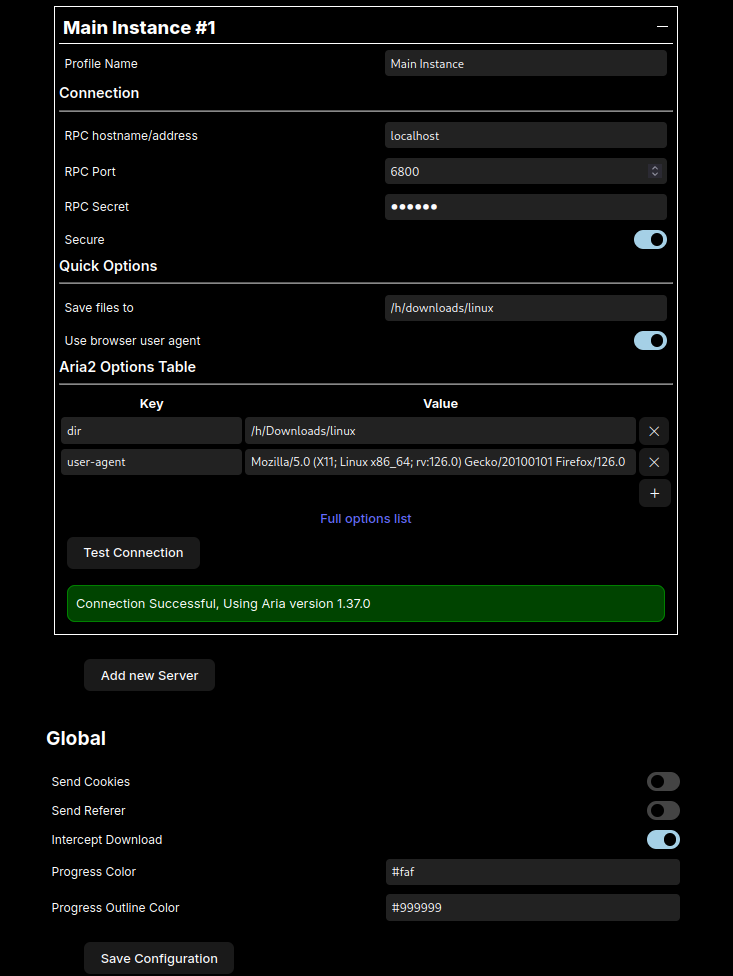 Main Instance #1
Profile Name Main Instance
Connection
RPC hostname/address localhost
RPC Port 6800
RPC Secret ●●●●●●
Secure
Quick Options
Save files to /h/downloads/linux
Use browser user agent
Aria2 Options Table
Key Value
dir /h/Downloads/linux
user-agent Mozilla/5.0 (X11; Linux x86_64; rv:126.0) Gecko/20100101 Firefox/126.0
Full options list
Test Connection
Connection Successful, Using Aria version 1.37.0
Add new Server
Global
Send Cookies
Send Referer
Intercept Download
Progress Color #faf
Progress Outline Color #999999
Save Configuration